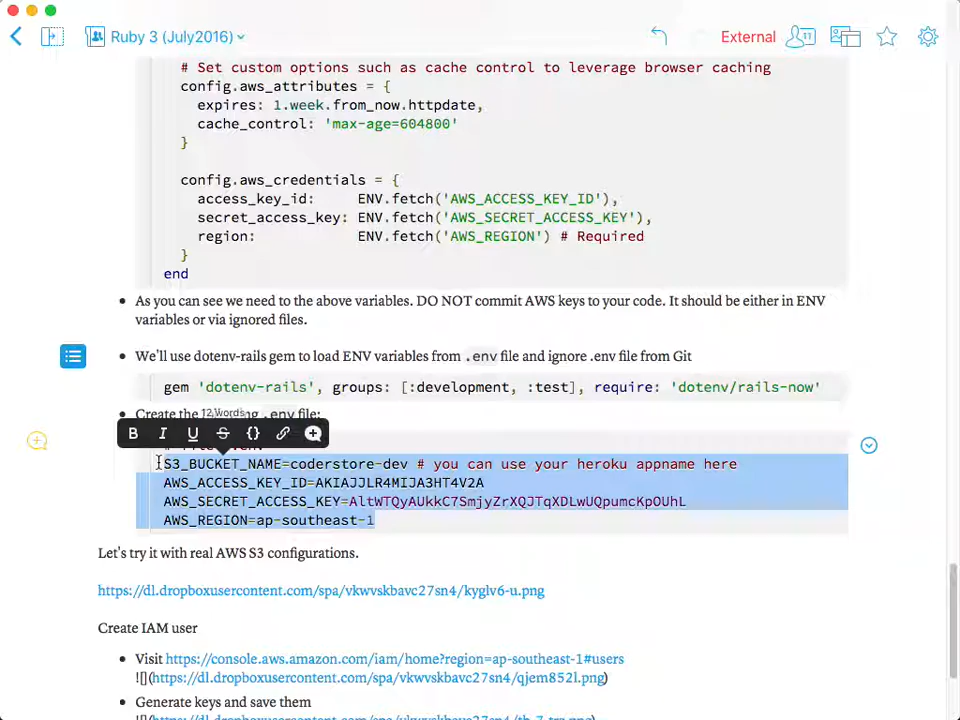 Ruby 3 (July2016)
External
11
# Set custom options such as cache control to leverage browser caching
config.aws_attributes = {
expires: 1.week.from_now.httpdate,
cache_control: 'max-age=604800'
}
config.aws_credentials = {
access_key_id: ENV.fetch('AWS_ACCESS_KEY_ID'),
secret_access_key: ENV.fetch('AWS_SECRET_ACCESS_KEY'),
region: ENV.fetch('AWS_REGION') # Required
}
end
• As you can see we need to the above variables. DO NOT commit AWS keys to your code. It should be either in ENV
variables or via ignored files.
• We'll use dotenv-rails gem to load ENV variables from .env file and ignore .env file from Git
gem 'dotenv-rails', groups: [:development, :test], require: 'dotenv/rails-now'
• Create the .env file:
12 Words
B I U S {}
S3_BUCKET_NAME=coderstore-dev # you can use your heroku appname here
AWS_ACCESS_KEY_ID=AKIAJJLR4MIJA3HT4V2A
AWS_SECRET_ACCESS_KEY=AltWTQyAUkkC7SmjyZrXQJTqXDLwUQpumcKpOUhL
AWS_REGION=ap-southeast-1
Let's try it with real AWS S3 configurations.
https://dl.dropboxusercontent.com/spa/vkwvskbavc27sn4/kyglv6-u.png
Create IAM user
• Visit https://console.aws.amazon.com/iam/home?region=ap-southeast-1#users
![](https://dl.dropboxusercontent.com/spa/vkwvskbavc27sn4/qjem852l.png)
• Generate keys and save them